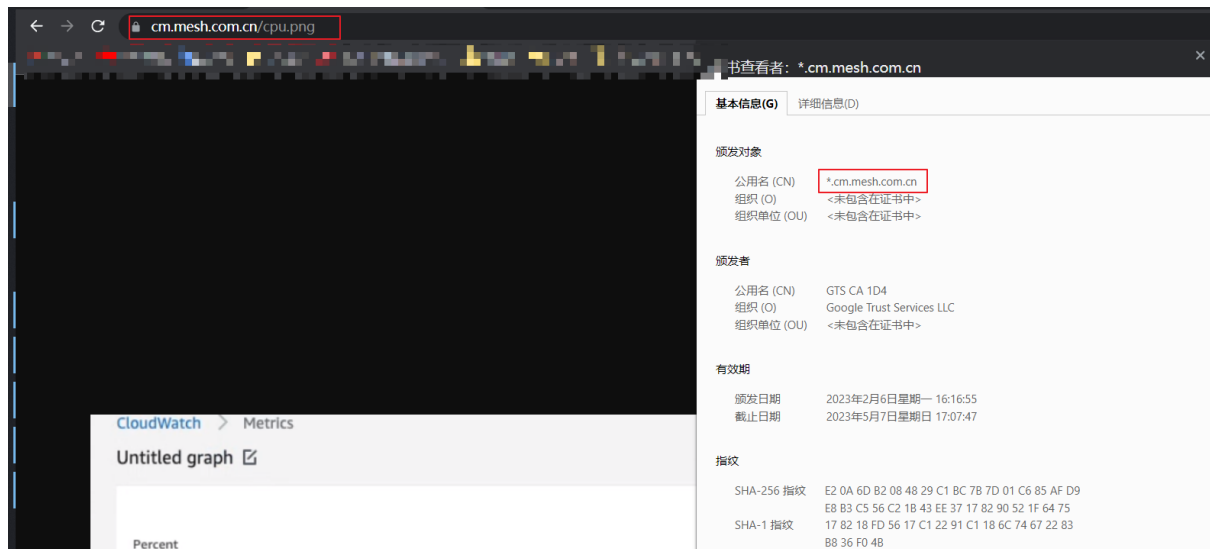 cm.mesh.com.cn/cpu.png
书查看者：*.cm.mesh.com.cn
基本信息(G) 详细信息(D)
颁发对象
公用名 (CN) *.cm.mesh.com.cn
组织 (O) <未包含在证书中>
组织单位 (OU) <未包含在证书中>
颁发者
公用名 (CN) GTS CA 1D4
组织 (O) Google Trust Services LLC
组织单位 (OU) <未包含在证书中>
有效期
颁发日期 2023年2月6日星期一 16:16:55
截止日期 2023年5月7日星期日 17:07:47
CloudWatch > Metrics
Untitled graph
指纹
SHA-256 指纹 E2 0A 6D B2 08 48 29 C1 BC 7B 7D 01 C6 85 AF D9
E8 B3 C5 56 C2 1B 43 EE 37 17 82 90 52 1F 64 75
SHA-1 指纹 17 82 18 FD 56 17 C1 22 91 C1 18 6C 74 67 22 83
B8 36 F0 4B
Percent